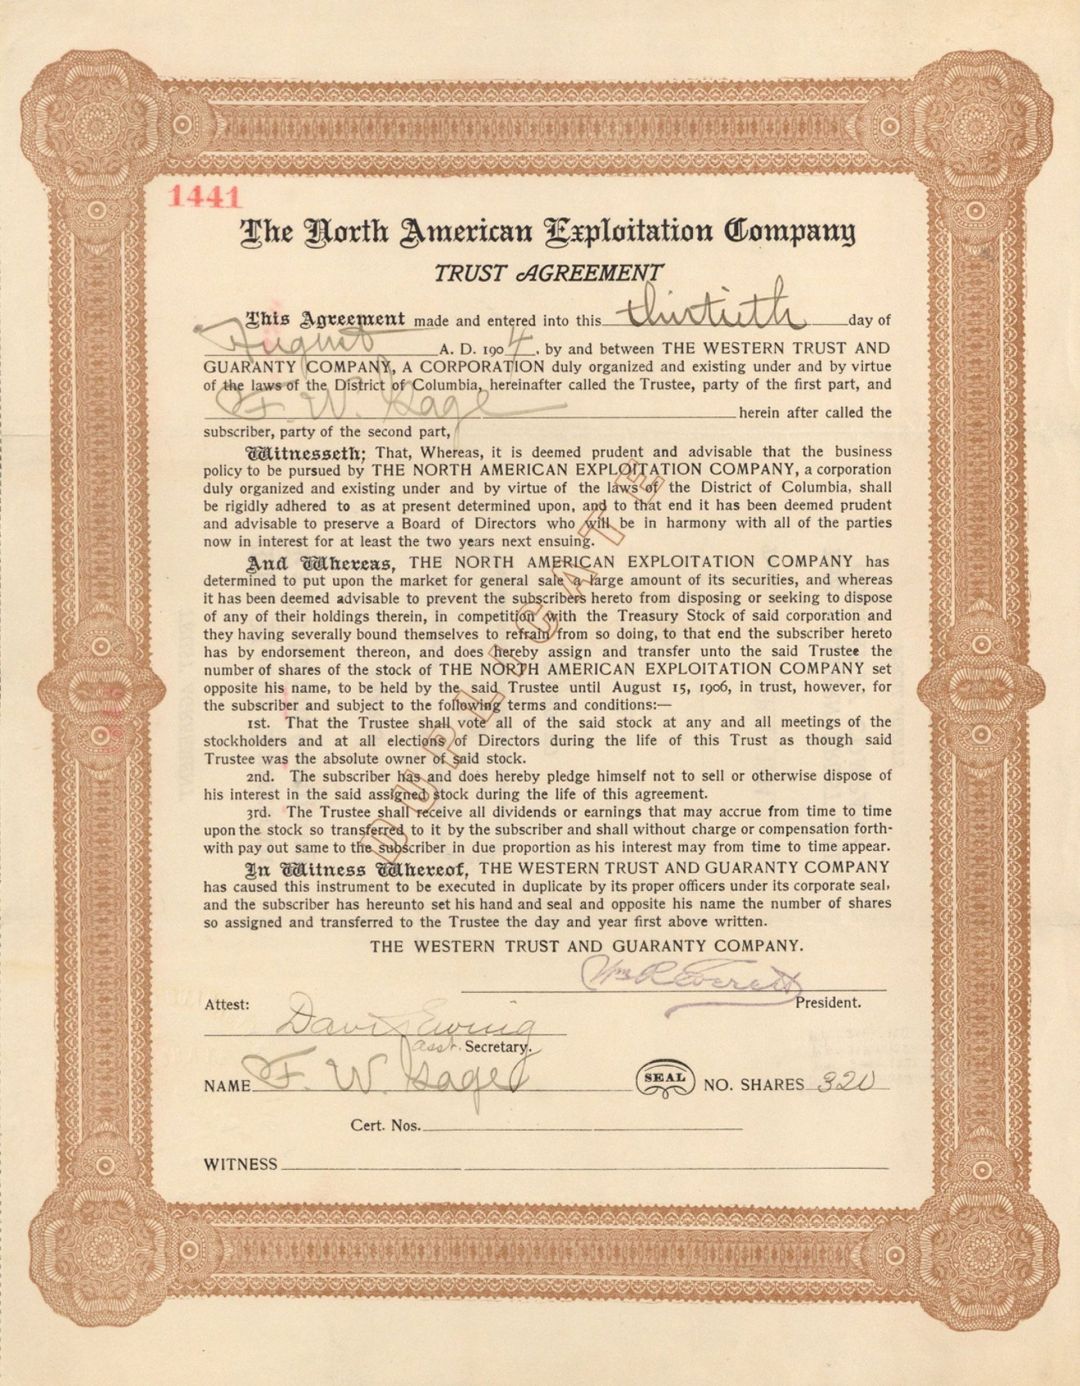 1441
The North American Exploitation Company
TRUST AGREEMENT
This Agreement made and entered into this thirtieth day of
August A. D. 1904, by and between THE WESTERN TRUST AND
GUARANTY COMPANY, A CORPORATION duly organized and existing under and by virtue
of the laws of the District of Columbia, hereinafter called the Trustee, party of the first part, and
F. W. Gage herein after called the
subscriber, party of the second part,
Witnesseth; That, Whereas, it is deemed prudent and advisable that the business
policy to be pursued by THE NORTH AMERICAN EXPLOITATION COMPANY, a corporation
duly organized and existing under and by virtue of the laws of the District of Columbia, shall
be rigidly adhered to as at present determined upon, and to that end it has been deemed prudent
and advisable to preserve a Board of Directors who will be in harmony with all of the parties
now in interest for at least the two years next ensuing.
And Whereas, THE NORTH AMERICAN EXPLOITATION COMPANY has
determined to put upon the market for general sale a large amount of its securities, and whereas
it has been deemed advisable to prevent the subscribers hereto from disposing or seeking to dispose
of any of their holdings therein, in competition with the Treasury Stock of said corporation and
they having severally bound themselves to refrain from so doing, to that end the subscriber hereto
has by endorsement thereon, and does hereby assign and transfer unto the said Trustee the
number of shares of the stock of THE NORTH AMERICAN EXPLOITATION COMPANY set
opposite his name, to be held by the said Trustee until August 15, 1906, in trust, however, for
the subscriber and subject to the following terms and conditions:—
1st. That the Trustee shall vote all of the said stock at any and all meetings of the
stockholders and at all elections of Directors during the life of this Trust as though said
Trustee was the absolute owner of said stock.
2nd. The subscriber has and does hereby pledge himself not to sell or otherwise dispose of
his interest in the said assigned stock during the life of this agreement.
3rd. The Trustee shall receive all dividends or earnings that may accrue from time to time
upon the stock so transferred to it by the subscriber and shall without charge or compensation forth-
with pay out same to the subscriber in due proportion as his interest may from time to time appear.
In Witness Whereof, THE WESTERN TRUST AND GUARANTY COMPANY
has caused this instrument to be executed in duplicate by its proper officers under its corporate seal,
and the subscriber has hereunto set his hand and seal and opposite his name the number of shares
so assigned and transferred to the Trustee the day and year first above written.
DUPLICATE
THE WESTERN TRUST AND GUARANTY COMPANY.
Wm R Everett
Attest: President.
David Ewing
asst. Secretary.
NAME F. W. Gage SEAL NO. SHARES 320
Cert. Nos.
WITNESS